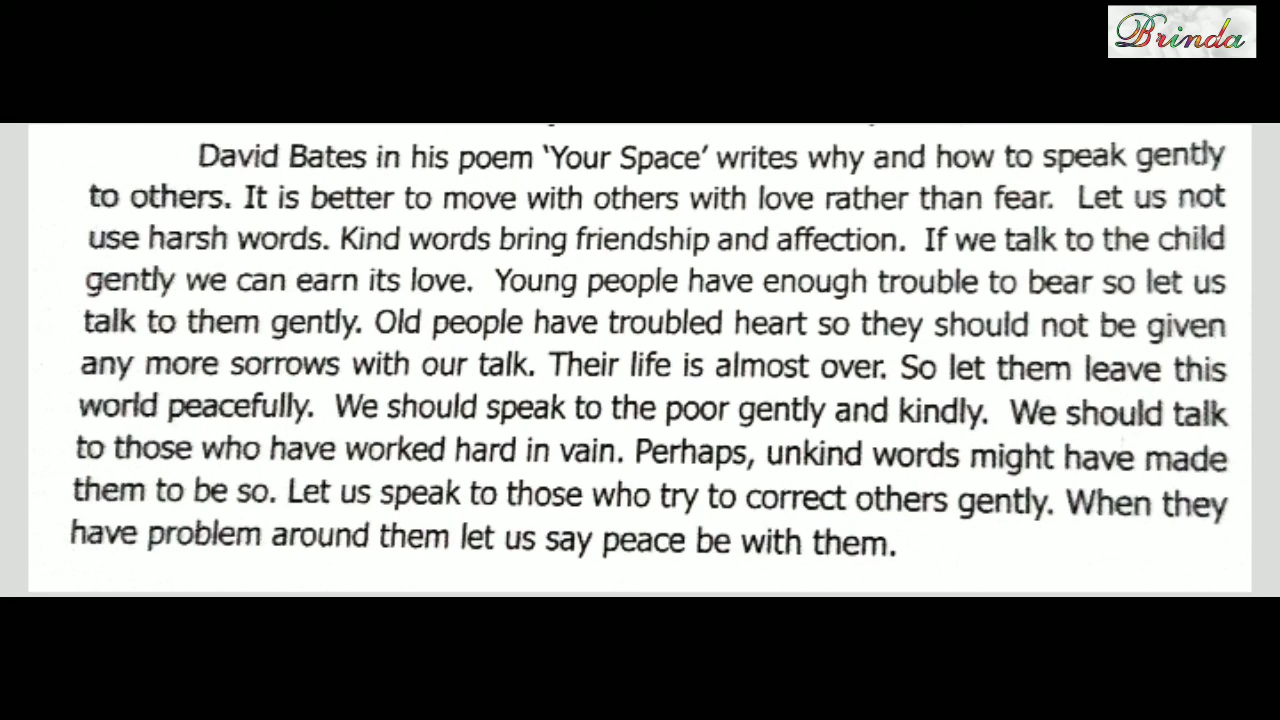 Brinda
David Bates in his poem 'Your Space' writes why and how to speak gently
to others. It is better to move with others with love rather than fear. Let us not
use harsh words. Kind words bring friendship and affection. If we talk to the child
gently we can earn its love. Young people have enough trouble to bear so let us
talk to them gently. Old people have troubled heart so they should not be given
any more sorrows with our talk. Their life is almost over. So let them leave this
world peacefully. We should speak to the poor gently and kindly. We should talk
to those who have worked hard in vain. Perhaps, unkind words might have made
them to be so. Let us speak to those who try to correct others gently. When they
have problem around them let us say peace be with them.